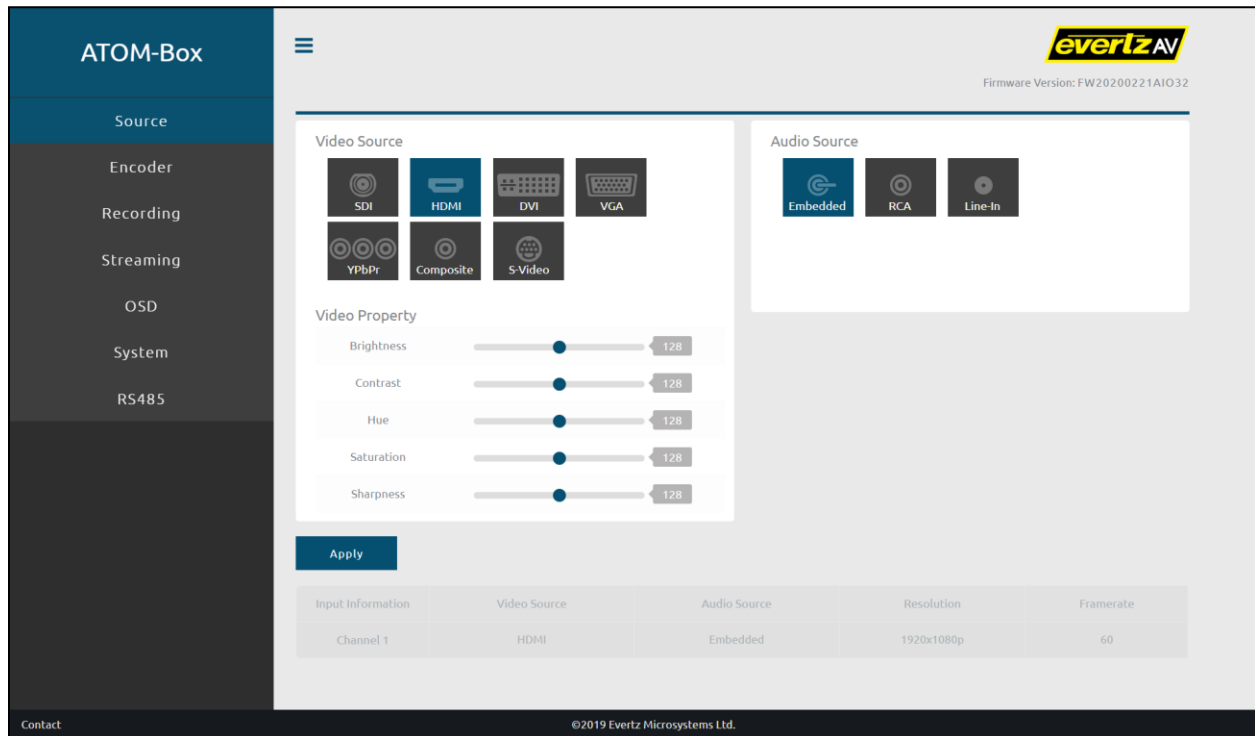 ATOM-Box
evertz AV
Firmware Version: FW20200221AIO32
Source
Encoder
Recording
Streaming
OSD
System
RS485
Video Source
SDI
HDMI
DVI
VGA
YPbPr
Composite
S-Video
Video Property
Brightness 128
Contrast 128
Hue 128
Saturation 128
Sharpness 128
Audio Source
Embedded
RCA
Line-In
Apply
Input Information Video Source Audio Source Resolution Framerate
Channel 1 HDMI Embedded 1920x1080p 60
Contact
©2019 Evertz Microsystems Ltd.